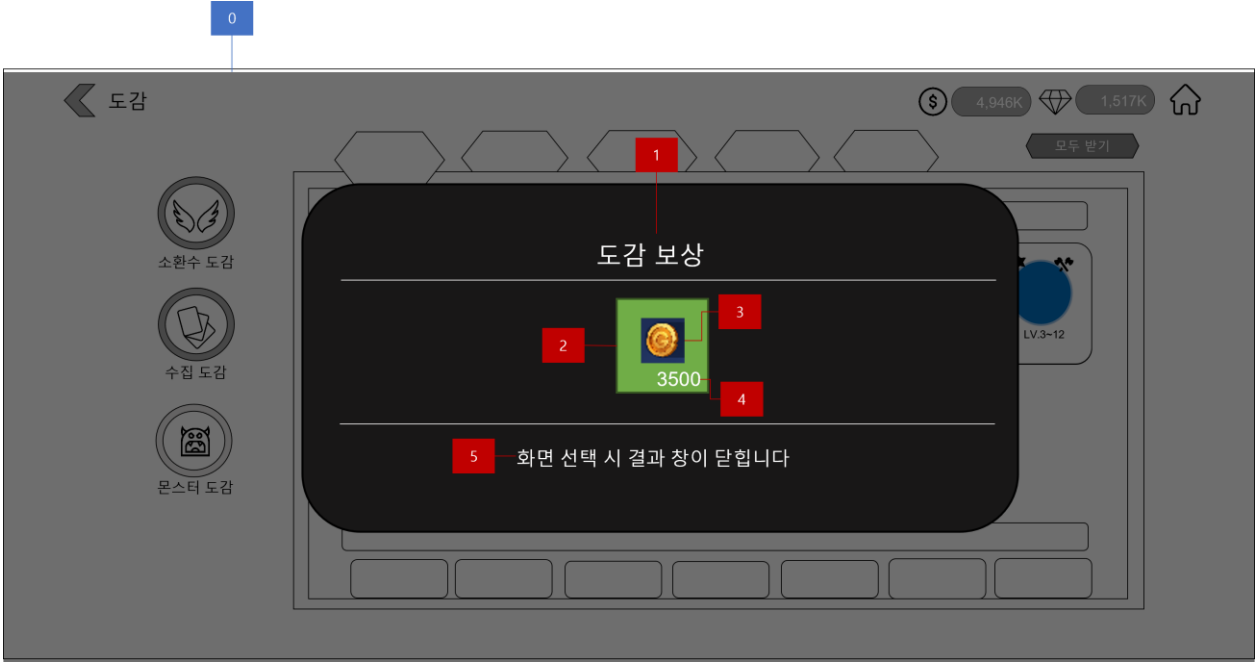 0
도감
$
4,946K
1,517K
모두 받기
1
소환수 도감
수집 도감
몬스터 도감
도감 보상
2
3
3500
4
LV.3~12
5
화면 선택 시 결과 창이 닫힙니다